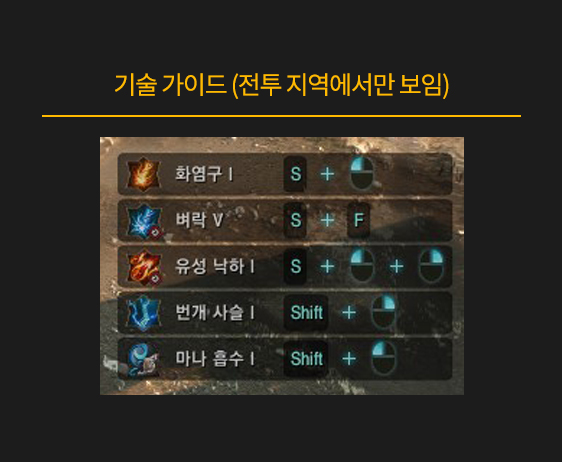 기술 가이드 (전투 지역에서만 보임)
화염구 I S +
벼락 V S + F
유성 낙하 I S + +
번개 사슬 I Shift +
마나 흡수 I Shift +